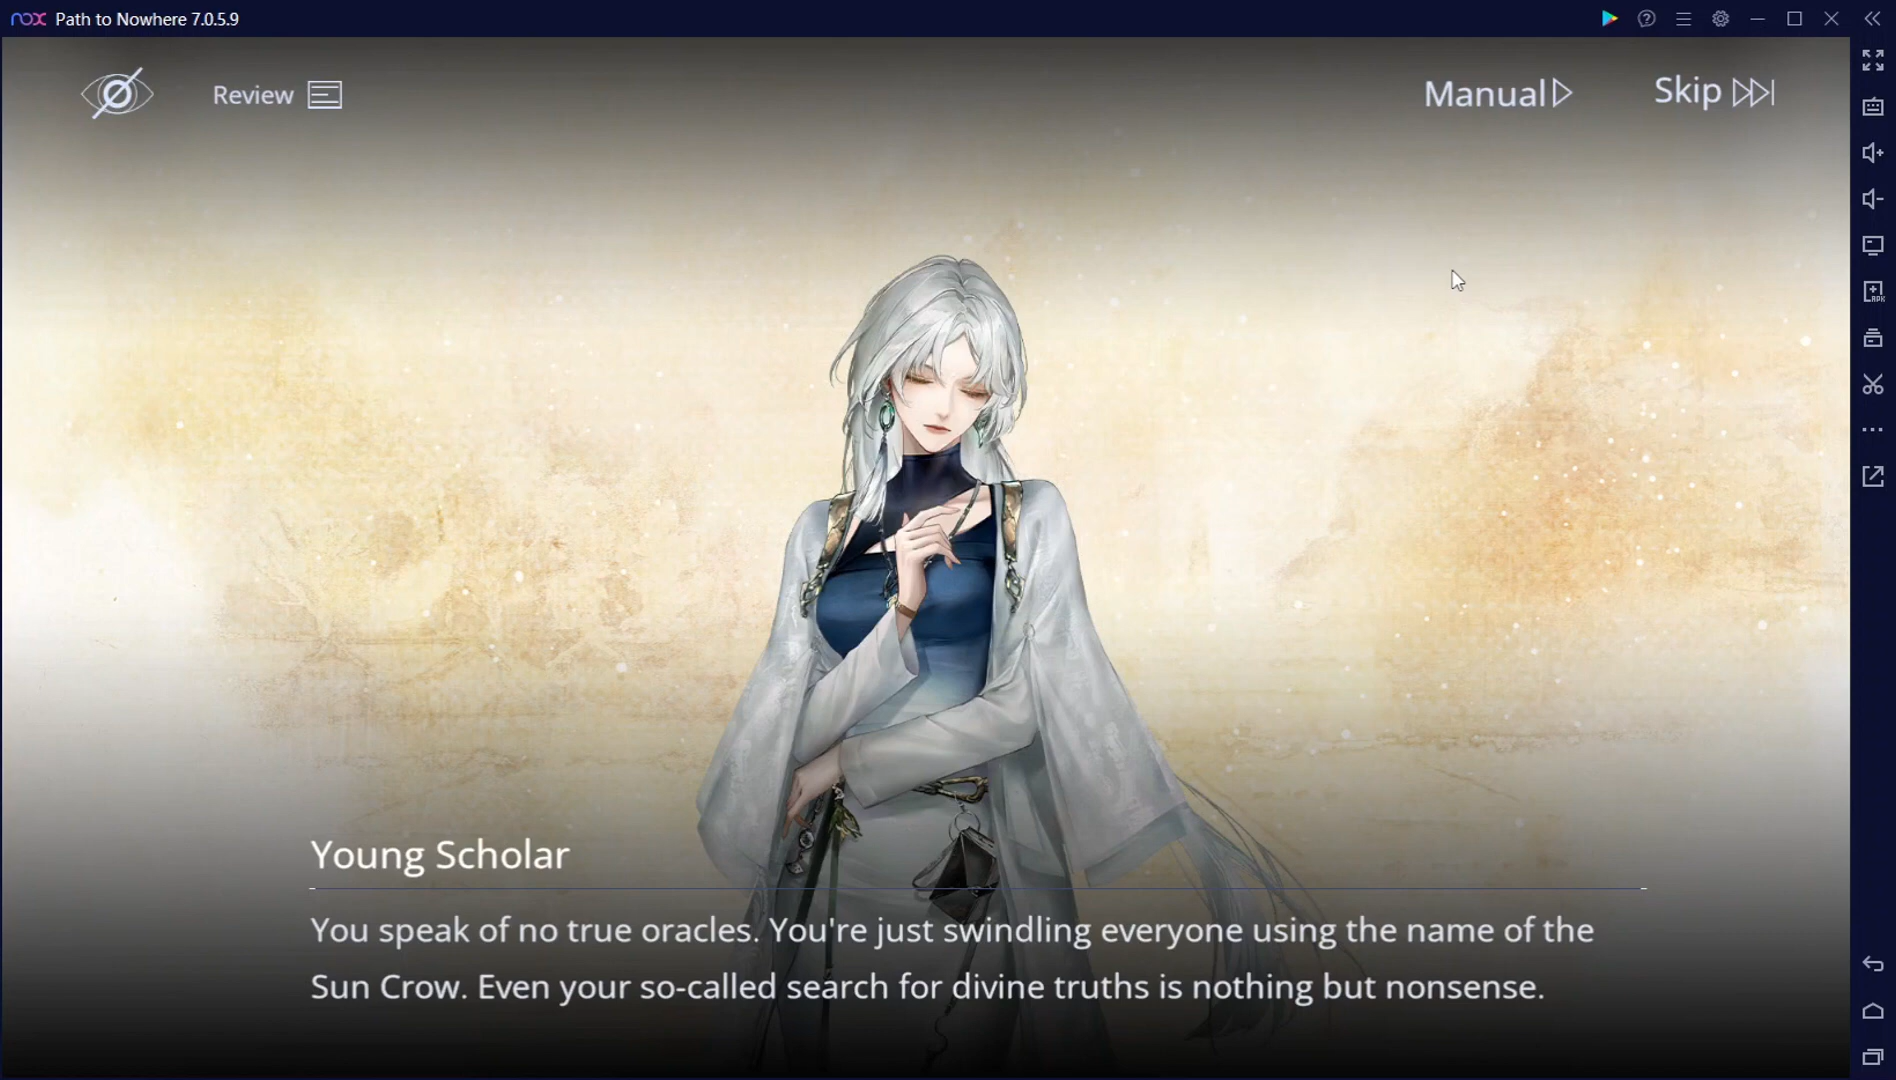 nox Path to Nowhere 7.0.5.9
Review
Manual
Skip
APK
Young Scholar
You speak of no true oracles. You're just swindling everyone using the name of the
Sun Crow. Even your so-called search for divine truths is nothing but nonsense.